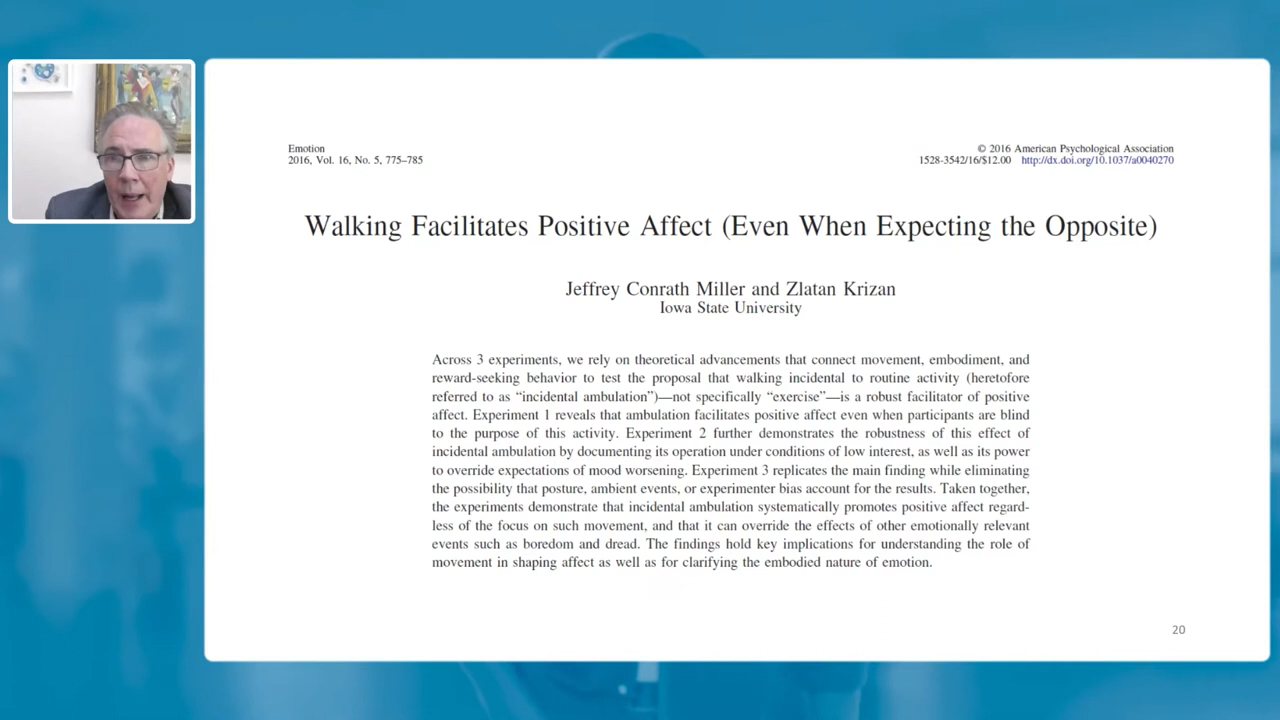 Emotion
2016, Vol. 16, No. 5, 775–785
© 2016 American Psychological Association
1528-3542/16/$12.00 http://dx.doi.org/10.1037/a0040270
Walking Facilitates Positive Affect (Even When Expecting the Opposite)
Jeffrey Conrath Miller and Zlatan Krizan
Iowa State University
Across 3 experiments, we rely on theoretical advancements that connect movement, embodiment, and
reward-seeking behavior to test the proposal that walking incidental to routine activity (heretofore
referred to as “incidental ambulation”)—not specifically “exercise”—is a robust facilitator of positive
affect. Experiment 1 reveals that ambulation facilitates positive affect even when participants are blind
to the purpose of this activity. Experiment 2 further demonstrates the robustness of this effect of
incidental ambulation by documenting its operation under conditions of low interest, as well as its power
to override expectations of mood worsening. Experiment 3 replicates the main finding while eliminating
the possibility that posture, ambient events, or experimenter bias account for the results. Taken together,
the experiments demonstrate that incidental ambulation systematically promotes positive affect regard-
less of the focus on such movement, and that it can override the effects of other emotionally relevant
events such as boredom and dread. The findings hold key implications for understanding the role of
movement in shaping affect as well as for clarifying the embodied nature of emotion.
20